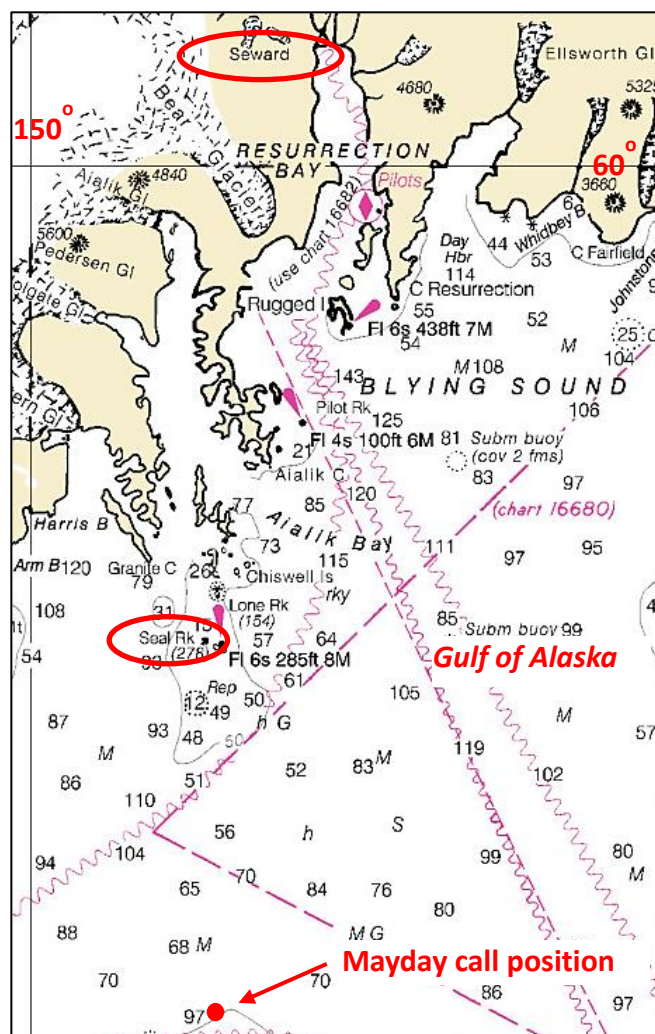 Seward
Ellsworth Gl
4680
5325
150°
Bear Glacier
RESURRECTION
BAY
60°
Aialik Gl
4840
Pilots
3660
6
(use chart 16682)
Day
Hbr
114
44
Whidbey B
53
C Fairfield
5600
Pedersen Gl
Johnstone
C Resurrection
Rugged I
55
54
52
25
104
Fl 6s 438ft 7M
M
M
108
143
BLYING SOUND
106
Pilot Rk
125
Fl 4s 100ft 6M
21
81
Subm buoy
(cov 2 fms)
Aialik C
83
97
85
120
(chart 16680)
77
Harris B
73
Aialik Bay
111
97
95
115
Arm B
120
79
Granite C
26
Chiswell Is
rky
108
31
Lone Rk
(154)
85
Subm buoy
99
54
15
Seal Rk
(278)
57
64
Fl 6s 285ft 8M
Gulf of Alaska
93
61
Rep
12
49
50
105
87
93
48
60
h G
M
57
M
52
83
M
119
86
51
102
110
56
h
S
94
104
99
80
65
70
84
76
M
80
88
68
M
M G
70
Mayday call position
86
97
97